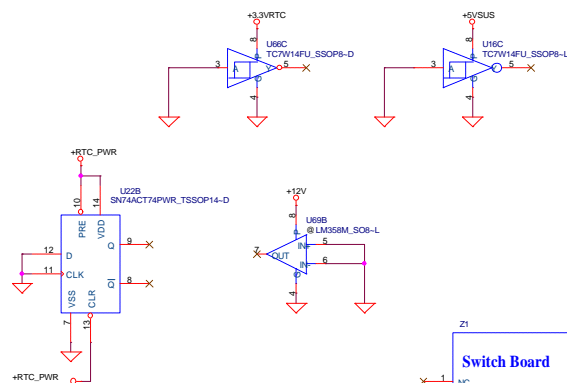 +3.3VRTC
+5VSUS
U66C
TC7W14FU_SSOP8~D
U16C
TC7W14FU_SSOP8~L
8
P
3
A
Y
5
G
4
8
P
3
A
Y
5
G
4
+RTC_PWR
U22B
SN74ACT74PWR_TSSOP14~D
10
14
PRE
VDD
12
D
Q
9
11
CLK
Q
8
VSS
CLR
7
13
+RTC_PWR
+12V
U69B
@LM358M_SO8~L
8
P
7
OUT
IN+
5
IN-
6
G
4
Z1
Switch Board
1
NC